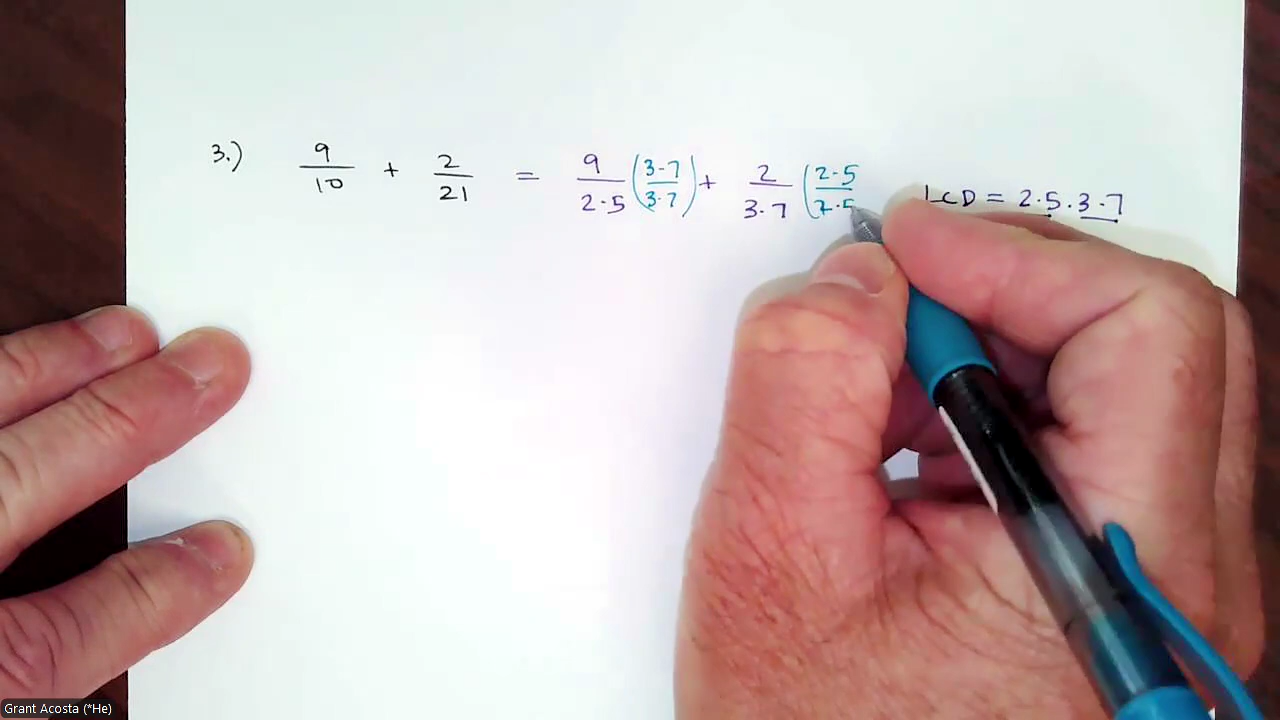 3.) 9/10 + 2/21 = 9/2·5 (3·7/3·7) + 2/3·7 (2·5/2·5 LCD = 2·5·3·7
Grant Acosta (*He)